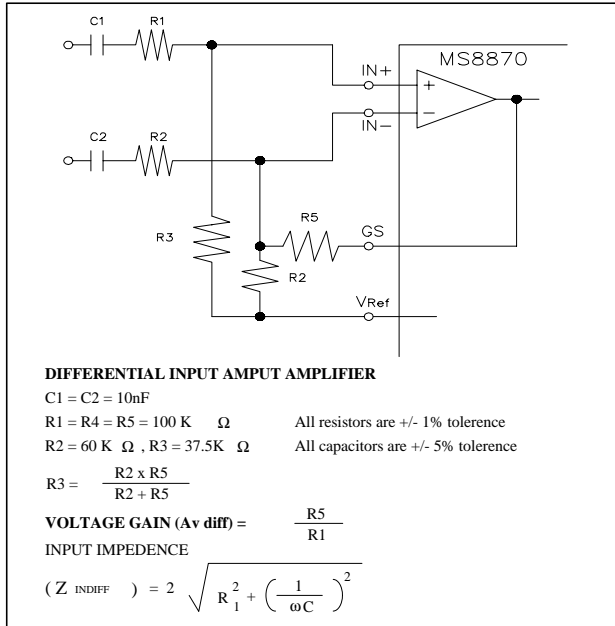 C1 R1
MS8870
IN+
+
C2 R2
IN-
−
R5
GS
R3
R2
VRef
DIFFERENTIAL INPUT AMPUT AMPLIFIER
C1 = C2 = 10nF
R1 = R4 = R5 = 100 K Ω All resistors are +/- 1% tolerence
R2 = 60 K Ω , R3 = 37.5K Ω All capacitors are +/- 5% tolerence
R3 = R2 x R5 / R2 + R5
VOLTAGE GAIN (Av diff) = R5 / R1
INPUT IMPEDENCE
( Z INDIFF ) = 2 √ R 1 2 + ( 1 / ωC ) 2